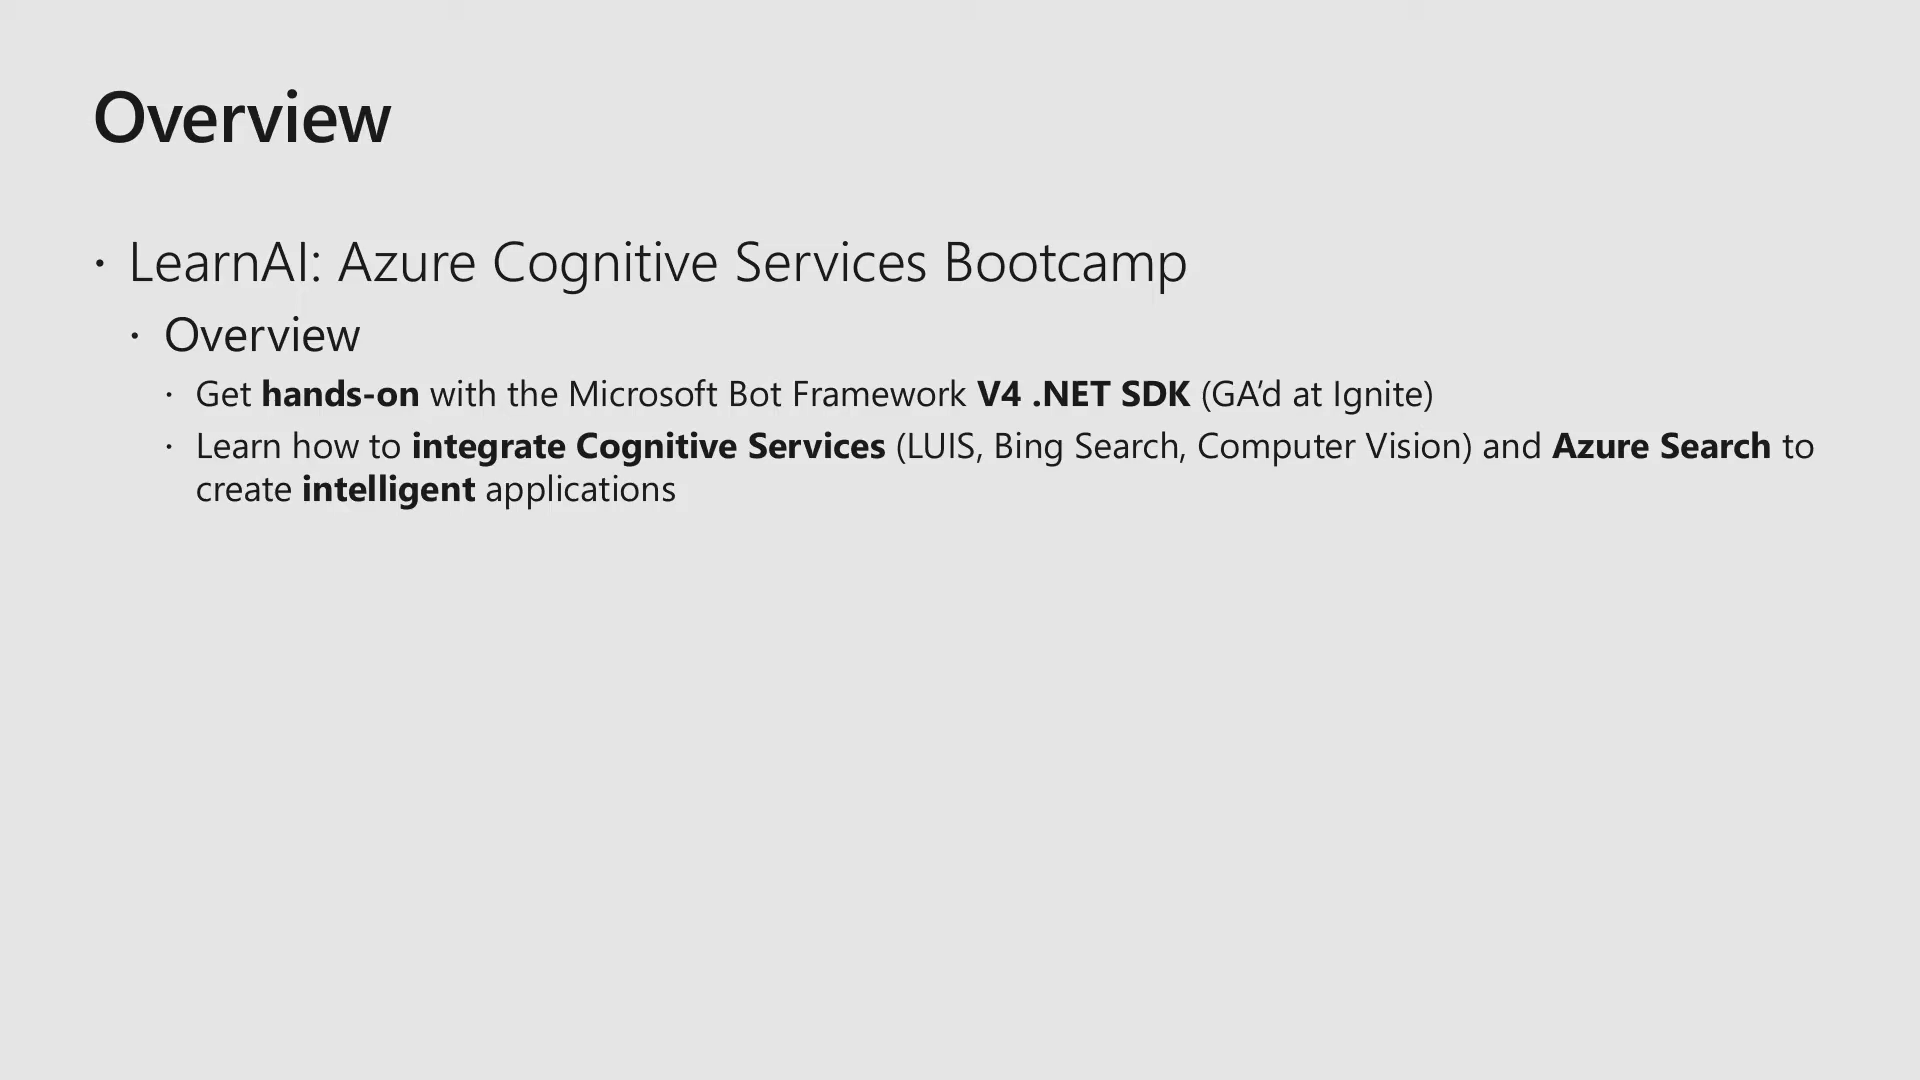 Overview
· LearnAI: Azure Cognitive Services Bootcamp
· Overview
· Get hands-on with the Microsoft Bot Framework V4 .NET SDK (GA’d at Ignite)
· Learn how to integrate Cognitive Services (LUIS, Bing Search, Computer Vision) and Azure Search to
create intelligent applications